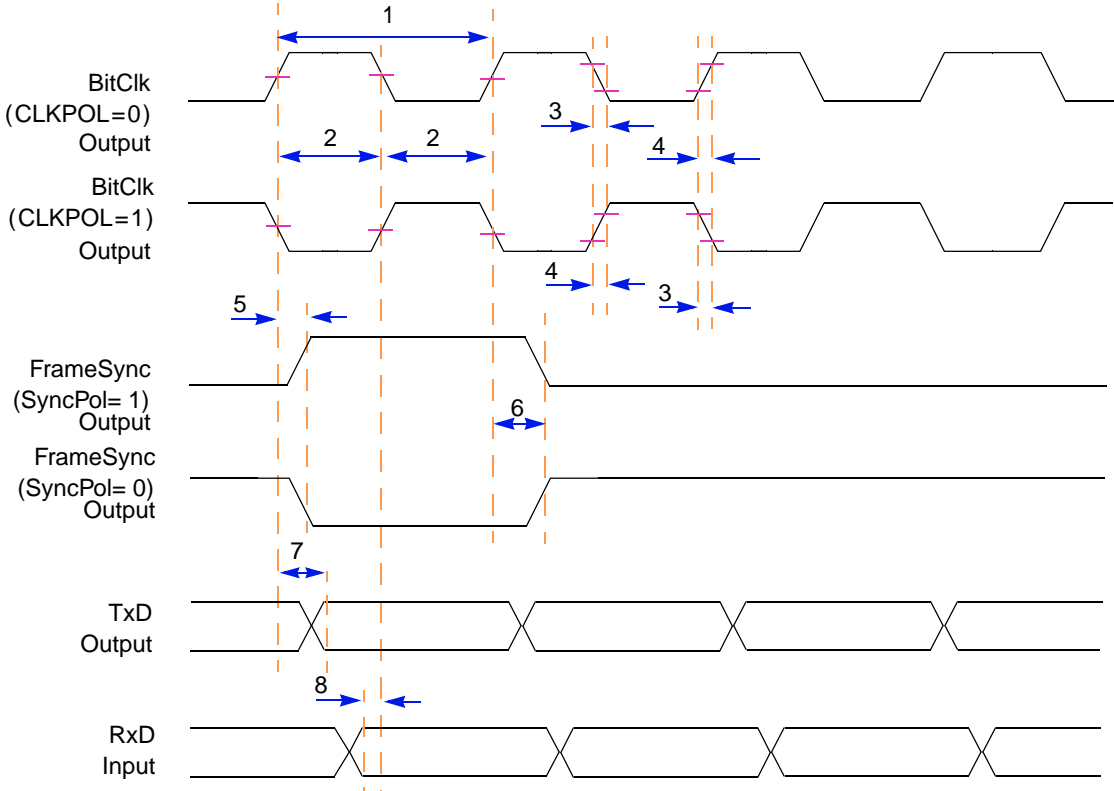 1
BitClk
(CLKPOL=0)
Output
3
4
2
2
BitClk
(CLKPOL=1)
Output
4
3
5
FrameSync
(SyncPol= 1)
Output
6
FrameSync
(SyncPol= 0)
Output
7
TxD
Output
8
RxD
Input